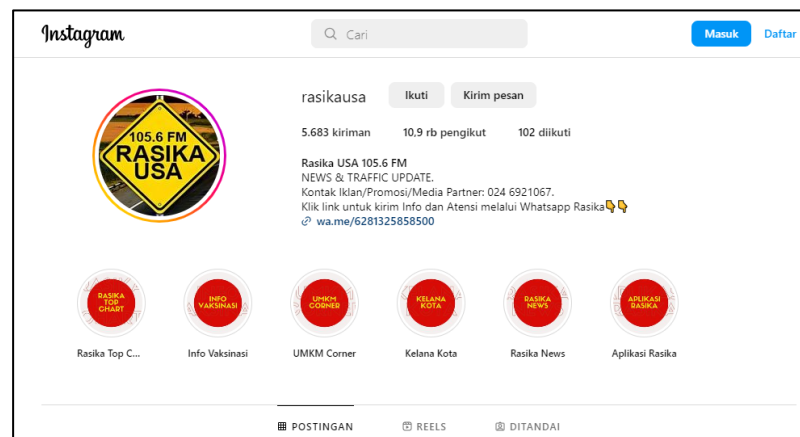 Instagram
Cari
Masuk
Daftar
105.6 FM
RASIKA
USA
rasikausa
Ikuti
Kirim pesan
5.683 kiriman
10,9 rb pengikut
102 diikuti
Rasika USA 105.6 FM
NEWS & TRAFFIC UPDATE.
Kontak Iklan/Promosi/Media Partner: 024 6921067.
Klik link untuk kirim Info dan Atensi melalui Whatsapp Rasika👇👇
wa.me/6281325858500
RASIKA
TOP
CHART
INFO
VAKSINASI
UMKM
CORNER
KELANA
KOTA
RASIKA
NEWS
APLIKASI
RASIKA
Rasika Top C...
Info Vaksinasi
UMKM Corner
Kelana Kota
Rasika News
Aplikasi Rasika
POSTINGAN
REELS
DITANDAI